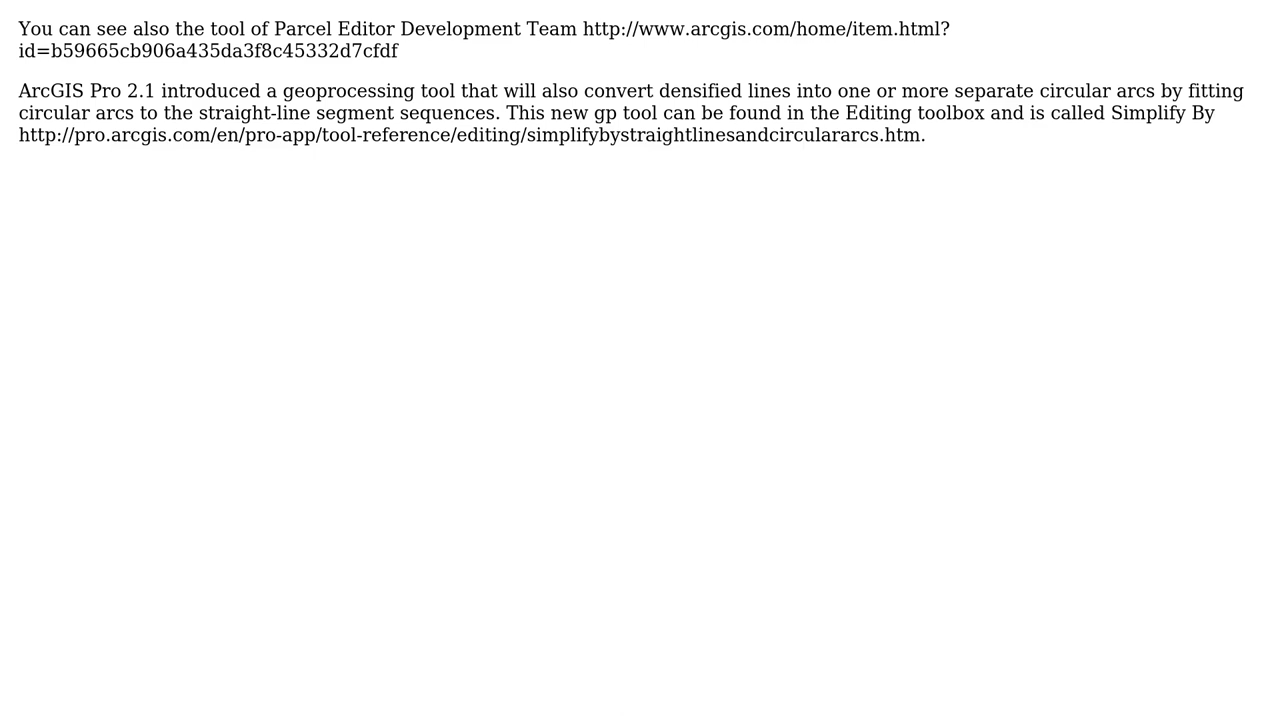 You can see also the tool of Parcel Editor Development Team http://www.arcgis.com/home/item.html?
id=b59665cb906a435da3f8c45332d7cfdf
ArcGIS Pro 2.1 introduced a geoprocessing tool that will also convert densified lines into one or more separate circular arcs by fitting
circular arcs to the straight-line segment sequences. This new gp tool can be found in the Editing toolbox and is called Simplify By
http://pro.arcgis.com/en/pro-app/tool-reference/editing/simplifybystraightlinesandcirculararcs.htm.